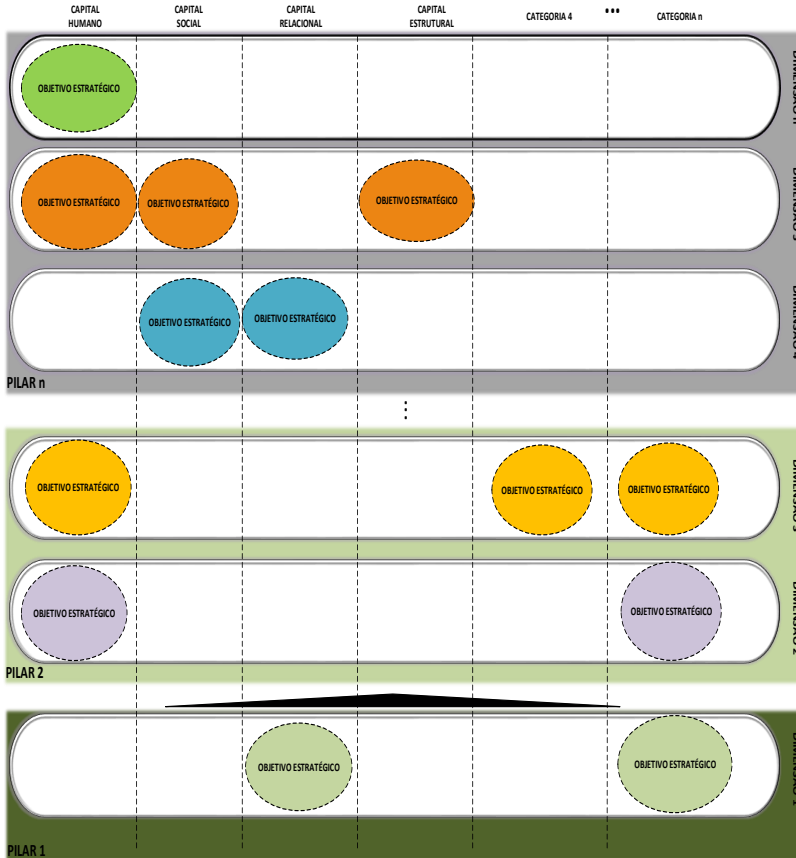 CAPITAL HUMANO
CAPITAL SOCIAL
CAPITAL RELACIONAL
CAPITAL ESTRUTURAL
CATEGORIA 4
...
CATEGORIA n
OBJETIVO ESTRATÉGICO
OBJETIVO ESTRATÉGICO
OBJETIVO ESTRATÉGICO
OBJETIVO ESTRATÉGICO
OBJETIVO ESTRATÉGICO
OBJETIVO ESTRATÉGICO
PILAR n
...
OBJETIVO ESTRATÉGICO
OBJETIVO ESTRATÉGICO
OBJETIVO ESTRATÉGICO
OBJETIVO ESTRATÉGICO
OBJETIVO ESTRATÉGICO
PILAR 2
OBJETIVO ESTRATÉGICO
OBJETIVO ESTRATÉGICO
PILAR 1